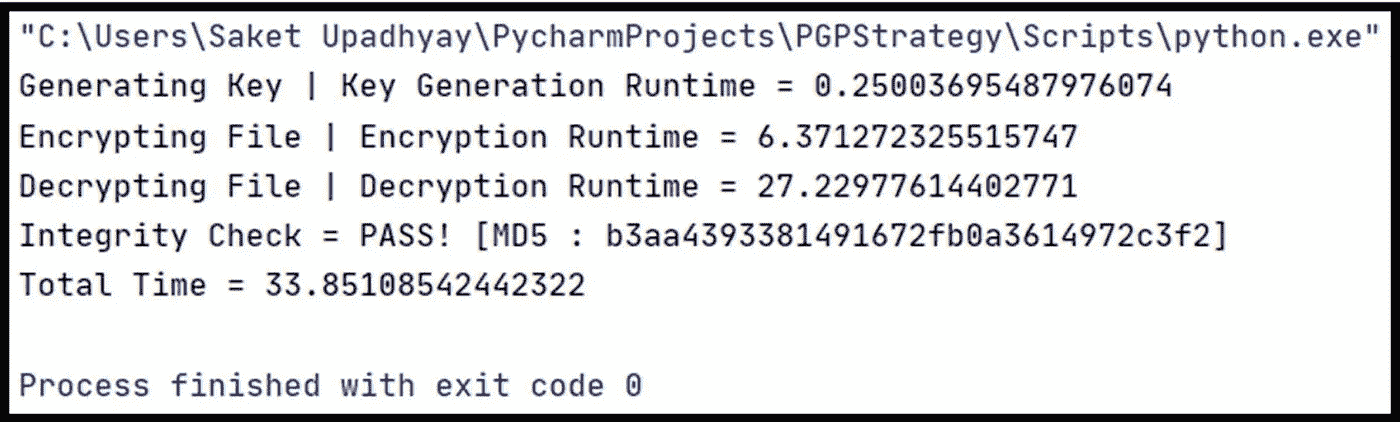 "C:\Users\Saket Upadhyay\PycharmProjects\PGPStrategy\Scripts\python.exe"
Generating Key | Key Generation Runtime = 0.25003695487976074
Encrypting File | Encryption Runtime = 6.371272325515747
Decrypting File | Decryption Runtime = 27.22977614402771
Integrity Check = PASS! [MD5 : b3aa4393381491672fb0a3614972c3f2]
Total Time = 33.85108542442322
Process finished with exit code 0